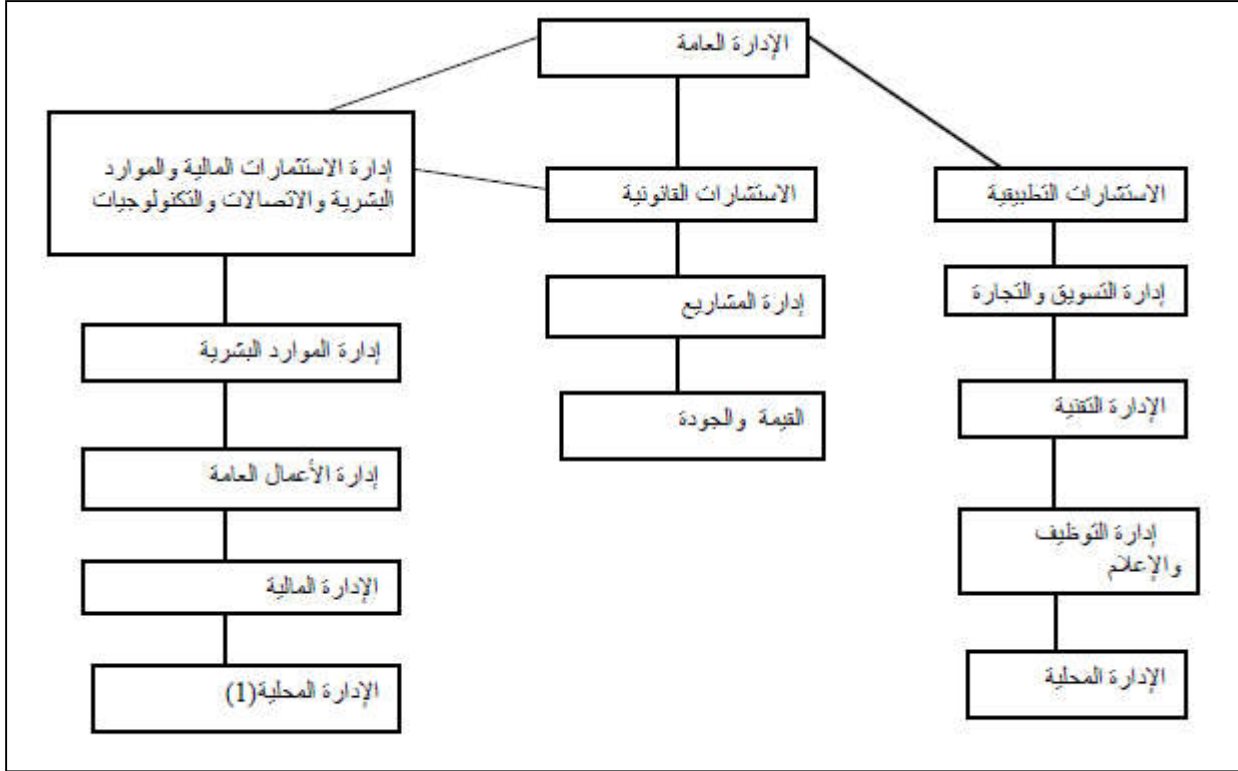 الإدارة العامة
الاستشارات التطبيقية
إدارة التسويق والتجارة
الإدارة التقنية
إدارة التوظيف
والإعلام
الإدارة المحلية
الاستشارات القانونية
إدارة المشاريع
القيمة والجودة
إدارة الاستثمارات المالية والموارد
البشرية والاتصالات والتكنولوجيات
إدارة الموارد البشرية
إدارة الأعمال العامة
الإدارة المالية
الإدارة المحلية(1)